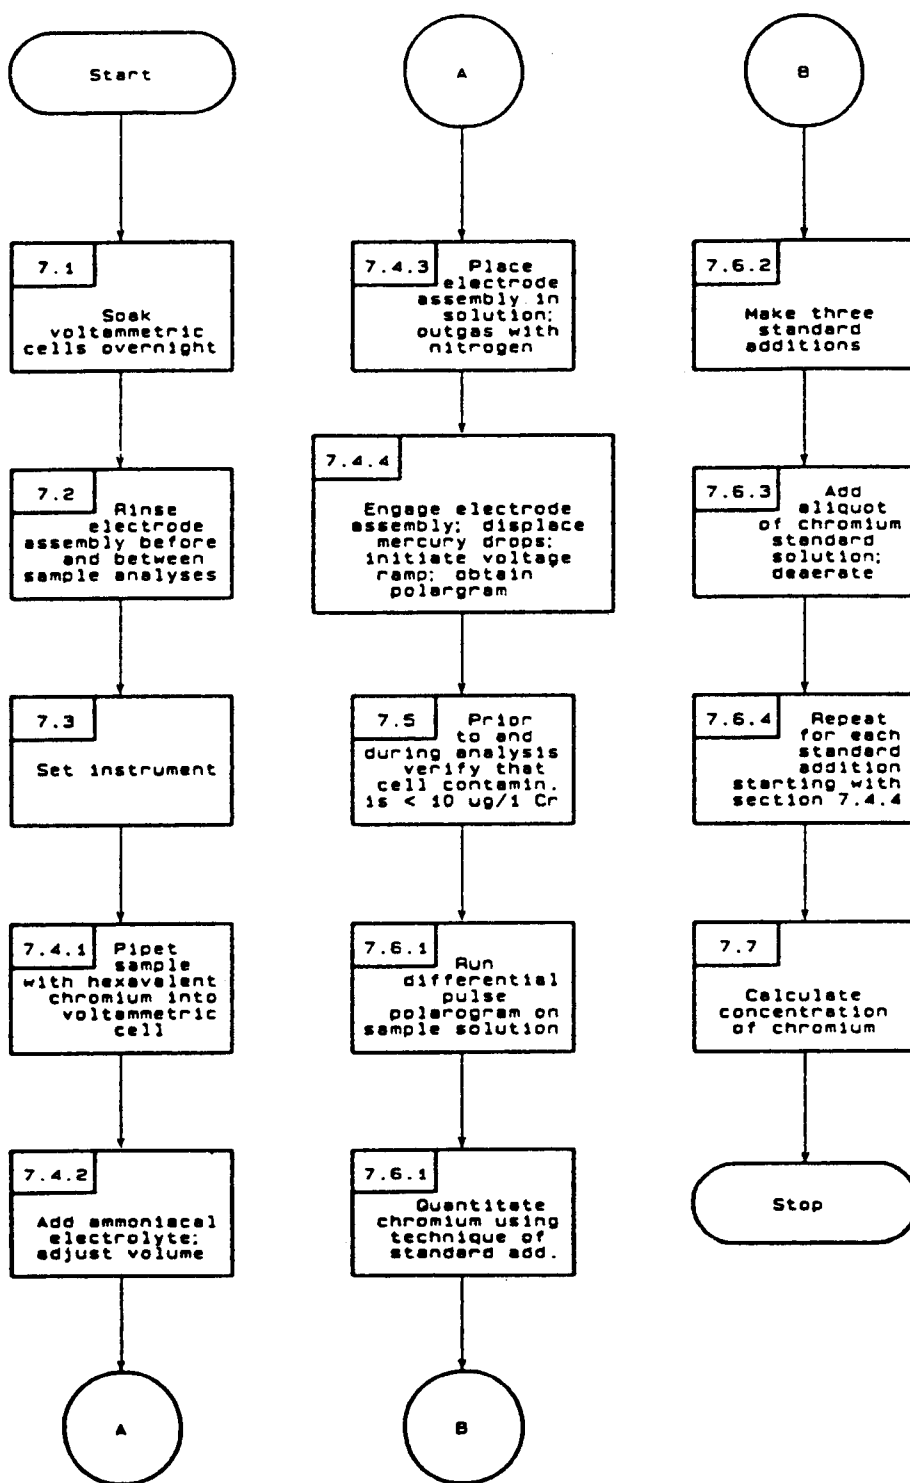 Start
7.1
Soak
voltammetric
cells overnight
7.2
Rinse
electrode
assembly before
and between
sample analyses
7.3
Set instrument
7.4.1
Pipet
sample
with hexavalent
chromium into
voltammetric
cell
7.4.2
Add ammoniacal
electrolyte;
adjust volume
A
A
7.4.3
Place
electrode
assembly in
solution;
outgas with
nitrogen
7.4.4
Engage electrode
assembly; displace
mercury drops;
initiate voltage
ramp; obtain
polargram
7.5
Prior
to and
during analysis
verify that
cell contamin.
is < 10 ug/l Cr
7.6.1
Run
differential
pulse
polarogram on
sample solution
7.6.1
Quantitate
chromium using
technique of
standard add.
B
B
7.6.2
Make three
standard
additions
7.6.3
Add
aliquot
of chromium
standard
solution;
deaerate
7.6.4
Repeat
for each
standard
addition
starting with
section 7.4.4
7.7
Calculate
concentration
of chromium
Stop